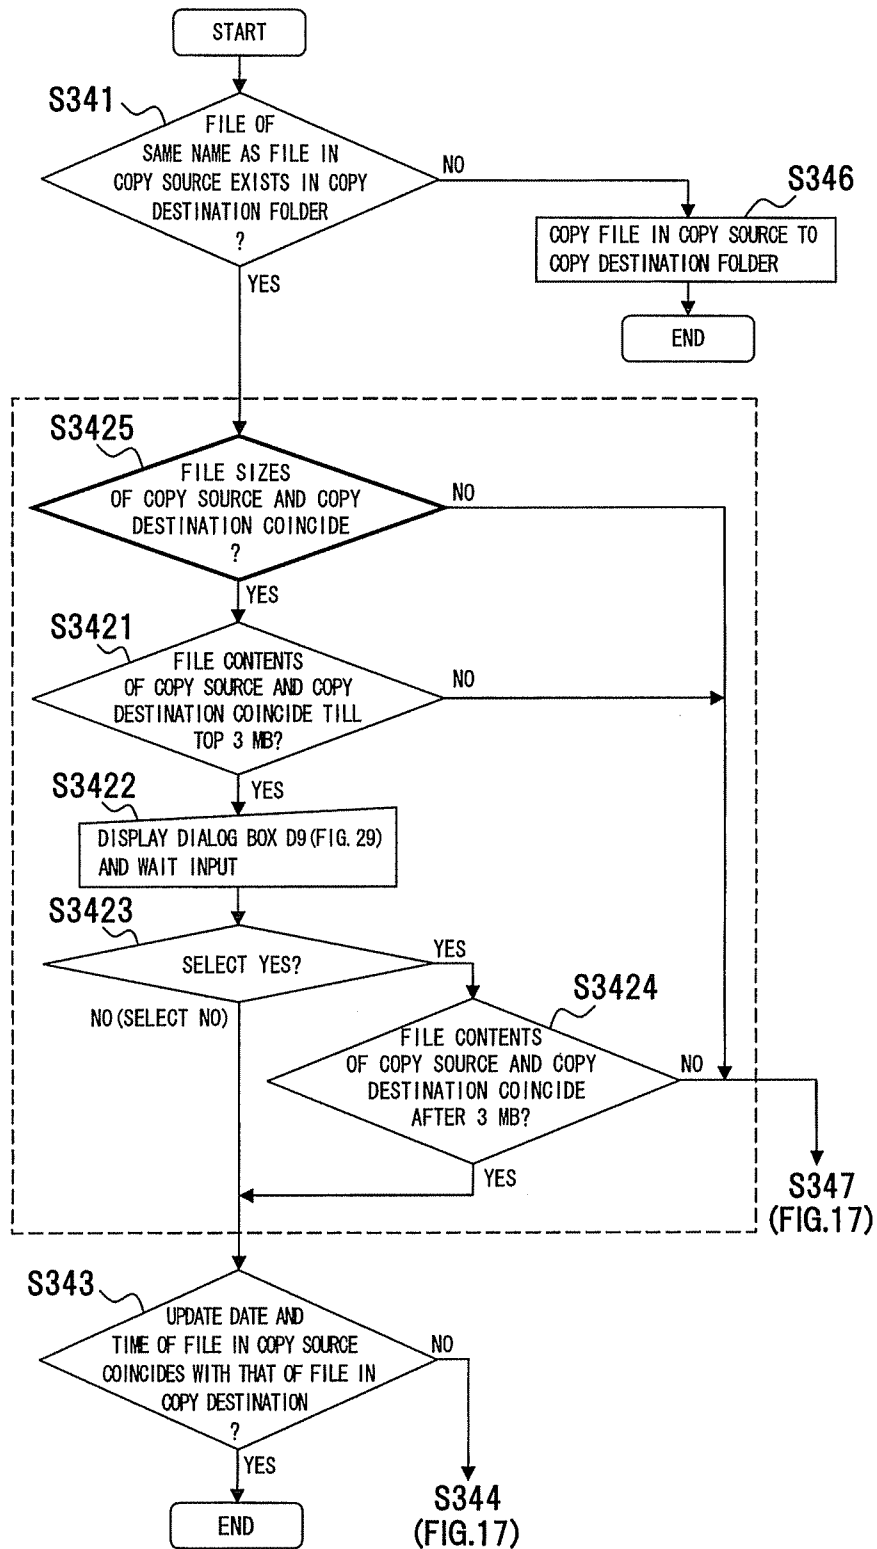 START
S341
FILE OF
SAME NAME AS FILE IN
COPY SOURCE EXISTS IN COPY
DESTINATION FOLDER
?
NO
YES
S346
COPY FILE IN COPY SOURCE TO
COPY DESTINATION FOLDER
END
S3425
FILE SIZES
OF COPY SOURCE AND COPY
DESTINATION COINCIDE
?
NO
YES
S3421
FILE CONTENTS
OF COPY SOURCE AND COPY
DESTINATION COINCIDE TILL
TOP 3 MB?
NO
YES
S3422
DISPLAY DIALOG BOX D9(FIG. 29)
AND WAIT INPUT
S3423
SELECT YES?
YES
NO(SELECT NO)
S3424
FILE CONTENTS
OF COPY SOURCE AND COPY
DESTINATION COINCIDE
AFTER 3 MB?
NO
YES
S347
(FIG.17)
S343
UPDATE DATE AND
TIME OF FILE IN COPY SOURCE
COINCIDES WITH THAT OF FILE IN
COPY DESTINATION
?
NO
YES
END
S344
(FIG.17)